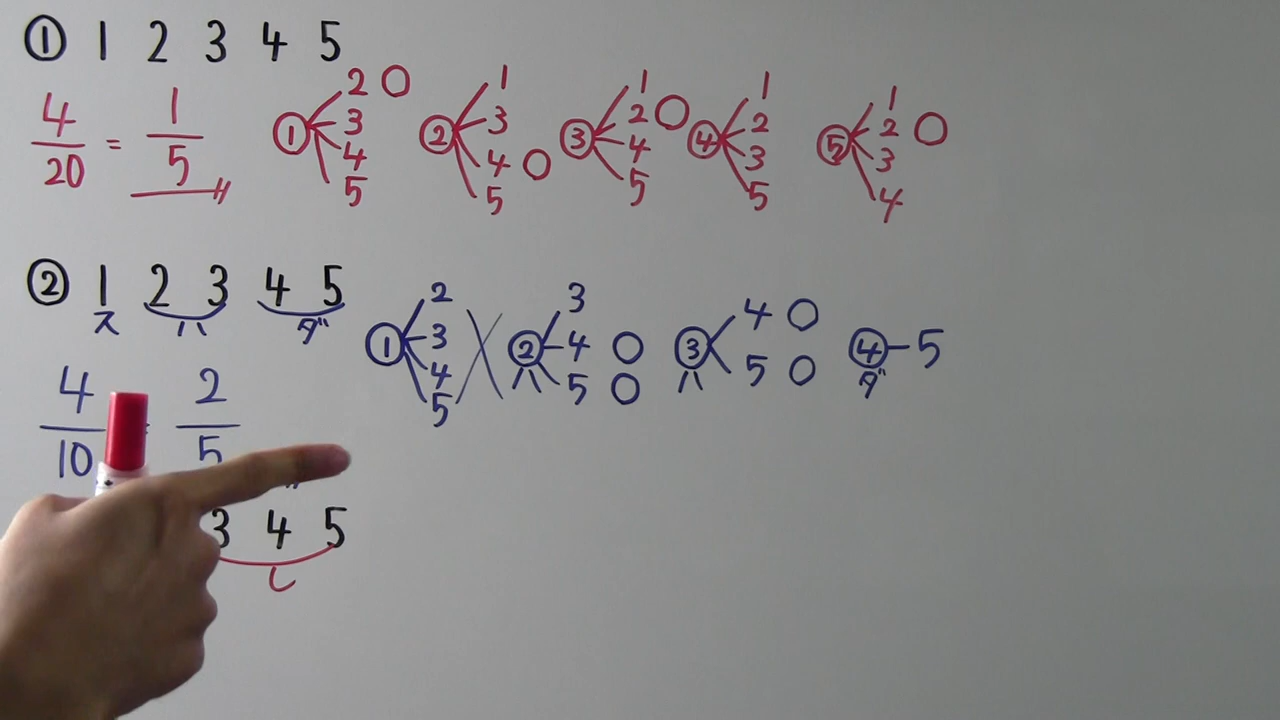 ① 1 2 3 4 5
4/20 = 1/5
① 2 ○ 3 4 5
② 1 3 4 ○ 5
③ 1 2 ○ 4 5
④ 1 2 3 5
⑤ 1 2 ○ 3 4
② 1 2 3 4 5
ス ハ ダ
4/10 = 2/5
① 2 3 4 5 ×
② 3 4 ○ 5 ○
ハ
③ 4 ○ 5 ○
ハ
④ 5
ダ
3 4 5
し